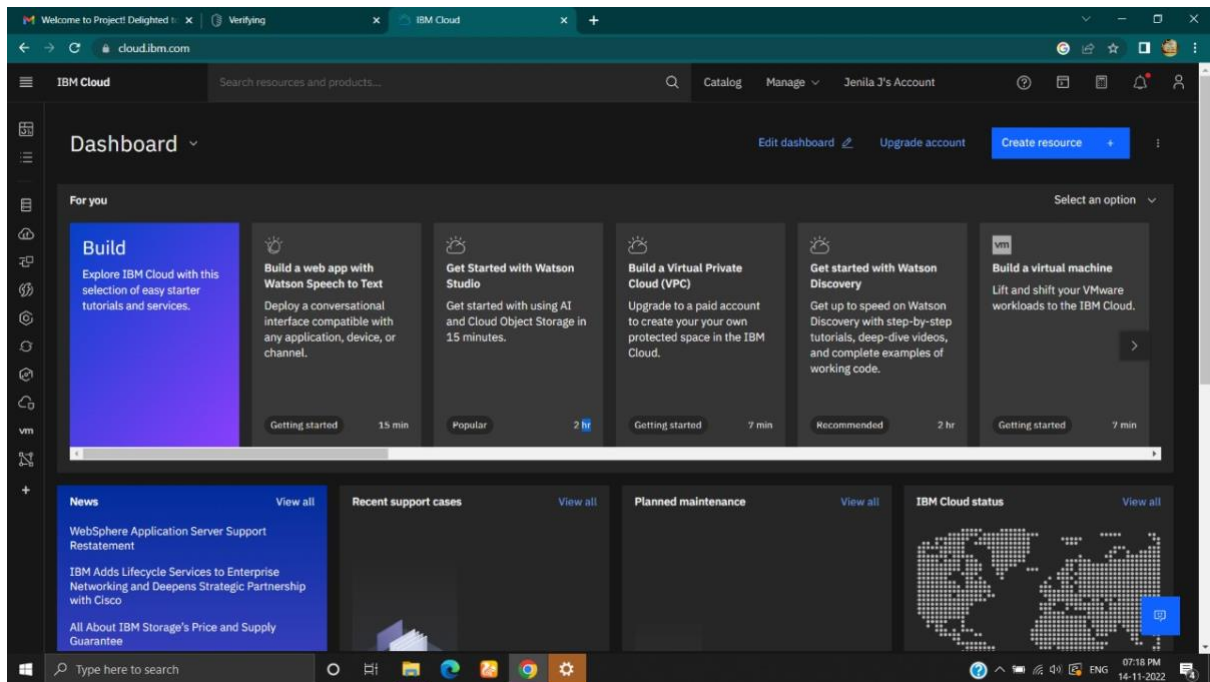 Welcome to Project! Delighted to
Verifying
IBM Cloud
cloud.ibm.com
IBM Cloud
Search resources and products...
Catalog
Manage
Jenila J's Account
Dashboard
Edit dashboard
Upgrade account
Create resource +
For you
Select an option
Build
Explore IBM Cloud with this
selection of easy starter
tutorials and services.
Build a web app with
Watson Speech to Text
Deploy a conversational
interface compatible with
any application, device, or
channel.
Getting started 15 min
Get Started with Watson
Studio
Get started with using AI
and Cloud Object Storage in
15 minutes.
Popular 2 hr
Build a Virtual Private
Cloud (VPC)
Upgrade to a paid account
to create your your own
protected space in the IBM
Cloud.
Getting started 7 min
Get started with Watson
Discovery
Get up to speed on Watson
Discovery with step-by-step
tutorials, deep-dive videos,
and complete examples of
working code.
Recommended 2 hr
vm
Build a virtual machine
Lift and shift your VMware
workloads to the IBM Cloud.
Getting started 7 min
vm
News View all
WebSphere Application Server Support
Restatement
IBM Adds Lifecycle Services to Enterprise
Networking and Deepens Strategic Partnership
with Cisco
All About IBM Storage's Price and Supply
Guarantee
Recent support cases View all
Planned maintenance View all
IBM Cloud status View all
Type here to search
ENG
07:18 PM
14-11-2022
4